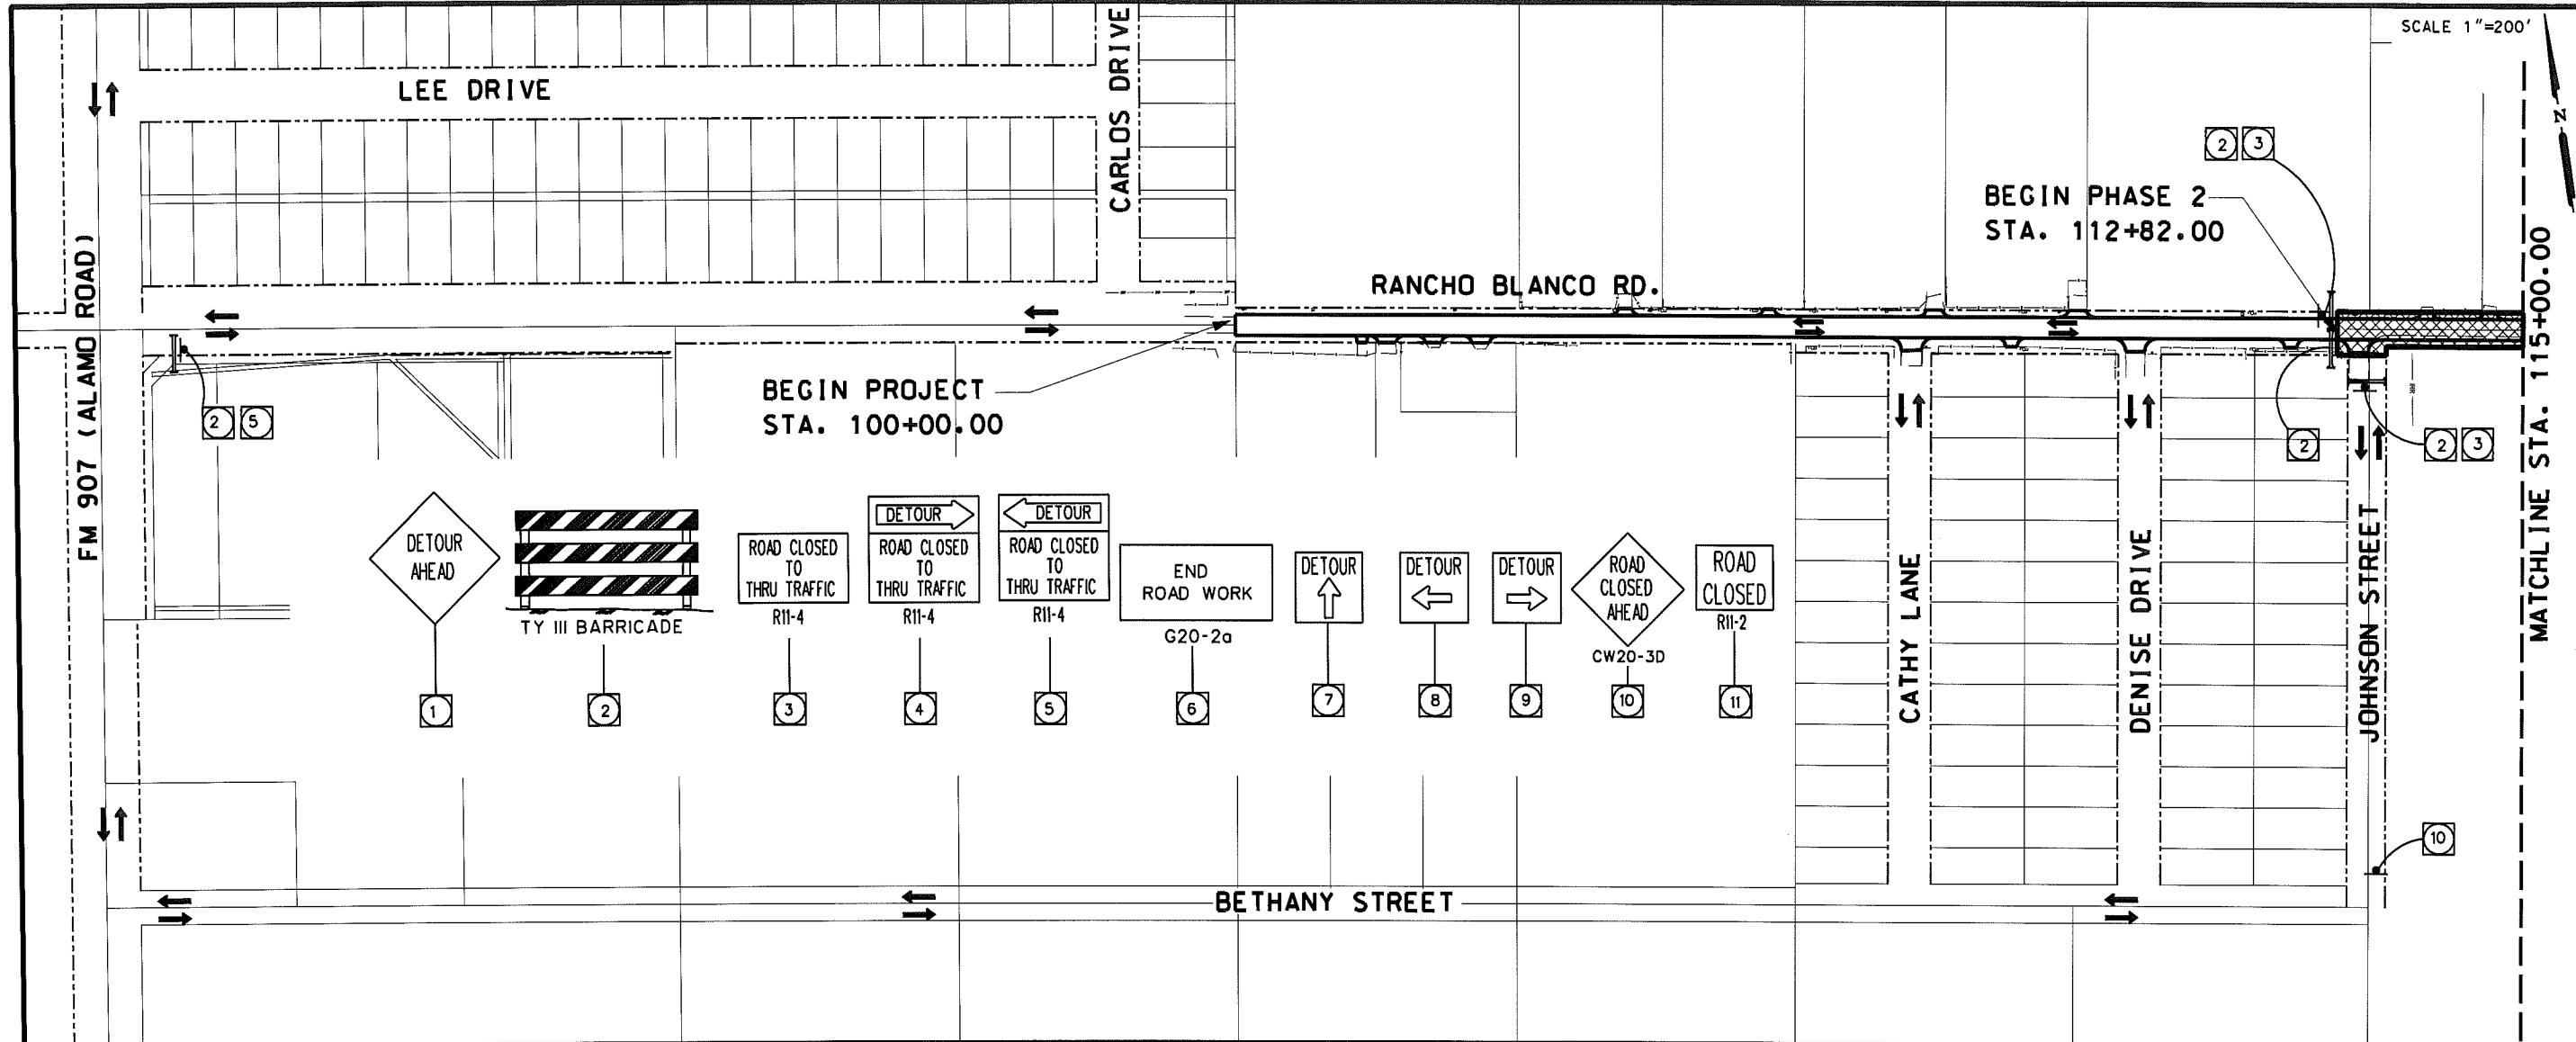 SCALE 1"=200'
N
LEE DRIVE
CARLOS DRIVE
FM 907 (ALAMO ROAD)
2 3
BEGIN PHASE 2
STA. 112+82.00
RANCHO BLANCO RD.
MATCHLINE STA. 115+00.00
BEGIN PROJECT
STA. 100+00.00
2 5
2
2 3
DETOUR
AHEAD
1
TY III BARRICADE
2
ROAD CLOSED
TO
THRU TRAFFIC
R11-4
3
DETOUR
ROAD CLOSED
TO
THRU TRAFFIC
R11-4
4
DETOUR
ROAD CLOSED
TO
THRU TRAFFIC
R11-4
5
END
ROAD WORK
G20-2a
6
DETOUR
7
DETOUR
8
DETOUR
9
ROAD
CLOSED
AHEAD
CW20-3D
10
ROAD
CLOSED
R11-2
11
CATHY LANE
DENISE DRIVE
JOHNSON STREET
10
BETHANY STREET